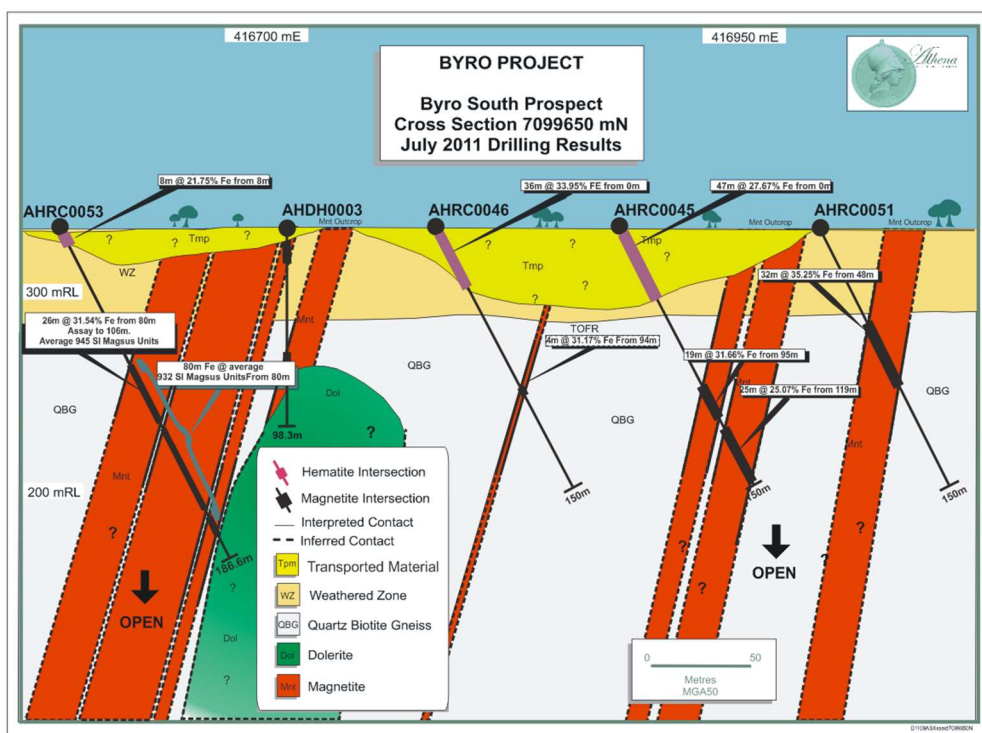 416700 mE
416950 mE
BYRO PROJECT
Byro South Prospect
Cross Section 7099650 mN
July 2011 Drilling Results
Athena
8m @ 21.75% Fe from 8m
36m @ 33.95% FE from 0m
47m @ 27.67% Fe from 0m
AHRC0053
AHDH0003
Mnt Outcrop
AHRC0046
AHRC0045
Mnt Outcrop
AHRC0051
Mnt Outcrop
?
Tmp
?
?
?
?
Tmp
?
?
Tmp
?
WZ
Tmp
?
?
?
32m @ 35.25% Fe from 48m
300 mRL
26m @ 31.54% Fe from 80m
Assay to 106m.
Average 945 SI Magsus Units
Mnt
Mnt
TOFR
4m @ 31.17% Fe From 94m
80m Fe @ average
932 SI Magsus UnitsFrom 80m
QBG
19m @ 31.66% Fe from 95m
25m @ 25.07% Fe from 119m
QBG
QBG
Dol
QBG
QBG
98.3m
?
Mnt
Mnt
200 mRL
150m
150m
150m
?
?
?
?
?
186.6m
?
OPEN
OPEN
Dol
?
Hematite Intersection
Magnetite Intersection
Interpreted Contact
Inferred Contact
Tpm Transported Material
WZ Weathered Zone
QBG Quartz Biotite Gneiss
Dol Dolerite
Mnt Magnetite
0 50
Metres
MGA50